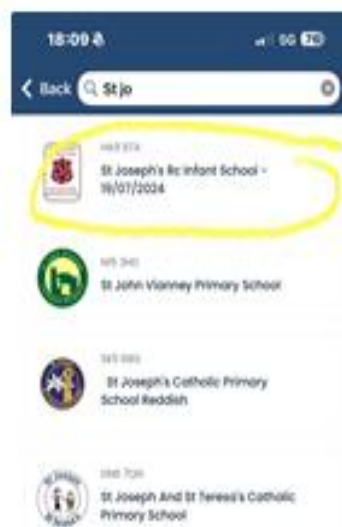 18:09
5G 76
Back
St jo
St Joseph's Rc Infant School -
19/07/2024
St John Vianney Primary School
St Joseph's Catholic Primary
School Reddish
St Joseph And St Teresa's Catholic
Primary School